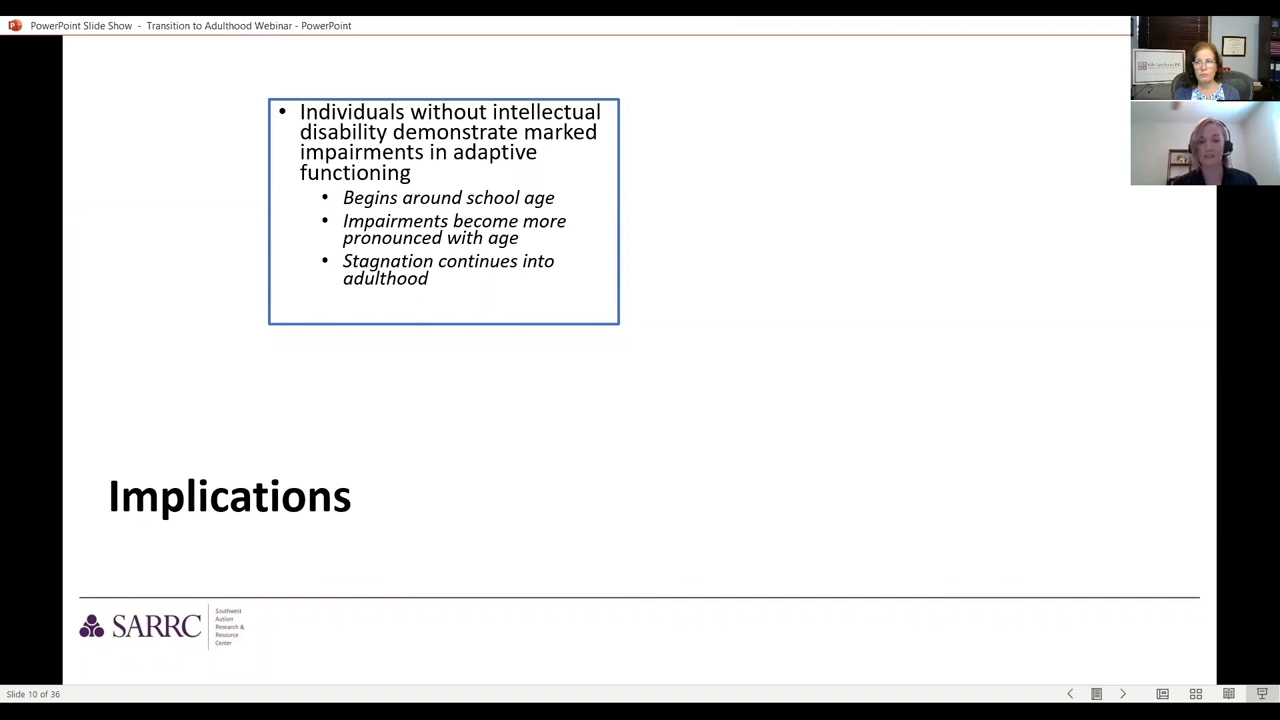 PowerPoint Slide Show - Transition to Adulthood Webinar - PowerPoint
• Individuals without intellectual
disability demonstrate marked
impairments in adaptive
functioning
• Begins around school age
• Impairments become more
pronounced with age
• Stagnation continues into
adulthood
Implications
SARRC
Southwest
Autism
Research &
Resource
Center
Slide 10 of 36